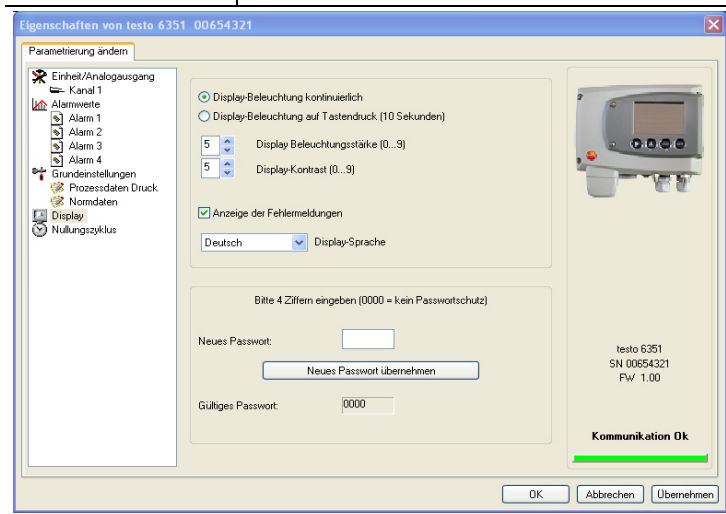 Eigenschaften von testo 6351 00654321
Parametrierung ändern
Einheit/Analogausgang
Kanal 1
Alarmwerte
Alarm 1
Alarm 2
Alarm 3
Alarm 4
Grundeinstellungen
Prozessdaten Druck
Normdaten
Display
Nullungszyklus
Display-Beleuchtung kontinuierlich
Display-Beleuchtung auf Tastendruck (10 Sekunden)
5 Display Beleuchtungsstärke (0...9)
5 Display-Kontrast (0...9)
Anzeige der Fehlermeldungen
Deutsch Display-Sprache
Bitte 4 Ziffern eingeben (0000 = kein Passwortschutz)
Neues Passwort:
Neues Passwort übernehmen
Gültiges Passwort: 0000
testo 6351
SN 00654321
FW 1.00
Kommunikation Ok
OK Abbrechen Übernehmen